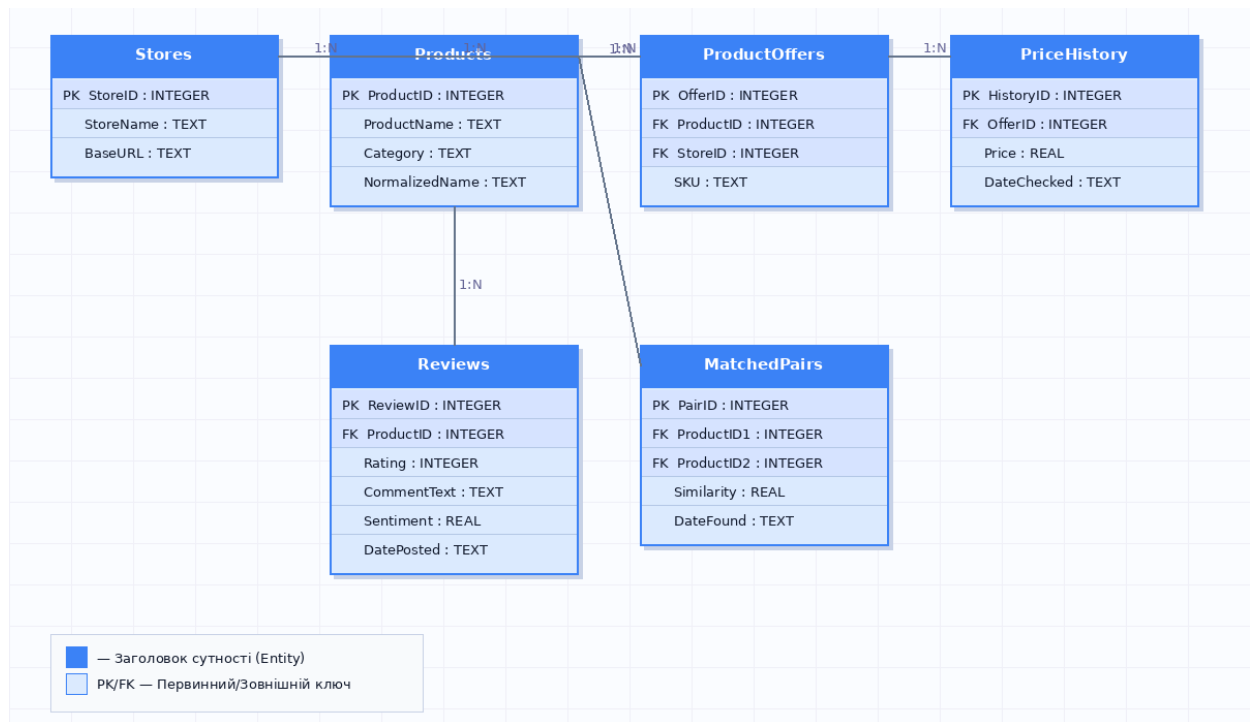 Stores
PK StoreID : INTEGER
StoreName : TEXT
BaseURL : TEXT
1:N
Products
1:N
PK ProductID : INTEGER
ProductName : TEXT
Category : TEXT
NormalizedName : TEXT
1:N
1:N
ProductOffers
PK OfferID : INTEGER
FK ProductID : INTEGER
FK StoreID : INTEGER
SKU : TEXT
1:N
PriceHistory
PK HistoryID : INTEGER
FK OfferID : INTEGER
Price : REAL
DateChecked : TEXT
1:N
Reviews
PK ReviewID : INTEGER
FK ProductID : INTEGER
Rating : INTEGER
CommentText : TEXT
Sentiment : REAL
DatePosted : TEXT
MatchedPairs
PK PairID : INTEGER
FK ProductID1 : INTEGER
FK ProductID2 : INTEGER
Similarity : REAL
DateFound : TEXT
— Заголовок сутності (Entity)
PK/FK — Первинний/Зовнішній ключ